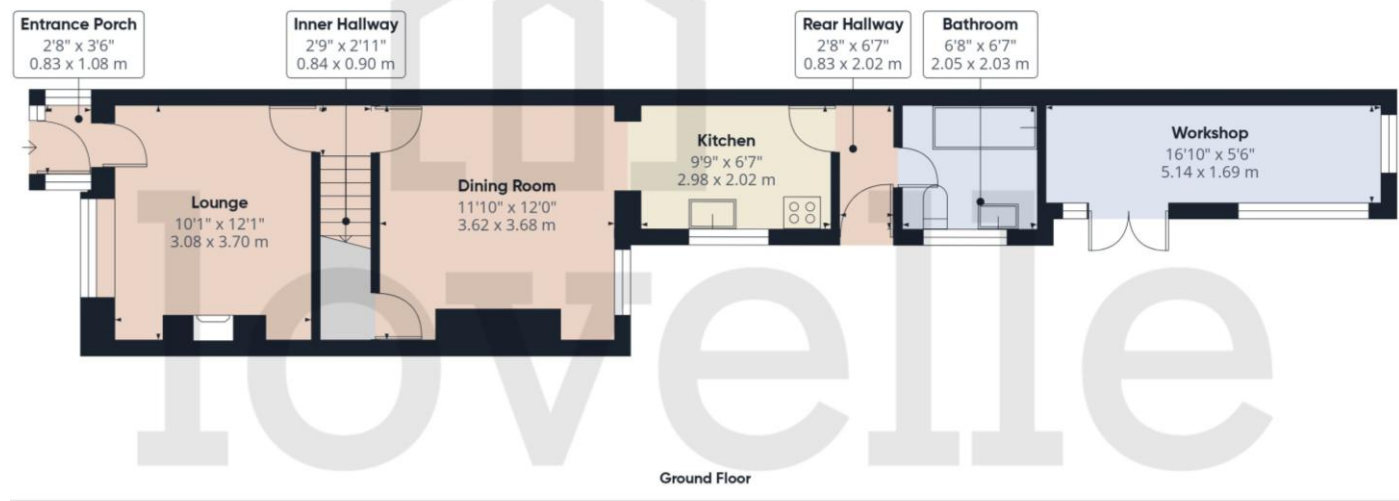 Entrance Porch
2'8" x 3'6"
0.83 x 1.08 m
Inner Hallway
2'9" x 2'11"
0.84 x 0.90 m
Rear Hallway
2'8" x 6'7"
0.83 x 2.02 m
Bathroom
6'8" x 6'7"
2.05 x 2.03 m
Lounge
10'1" x 12'1"
3.08 x 3.70 m
Dining Room
11'10" x 12'0"
3.62 x 3.68 m
Kitchen
9'9" x 6'7"
2.98 x 2.02 m
Workshop
16'10" x 5'6"
5.14 x 1.69 m
lovelle
Ground Floor